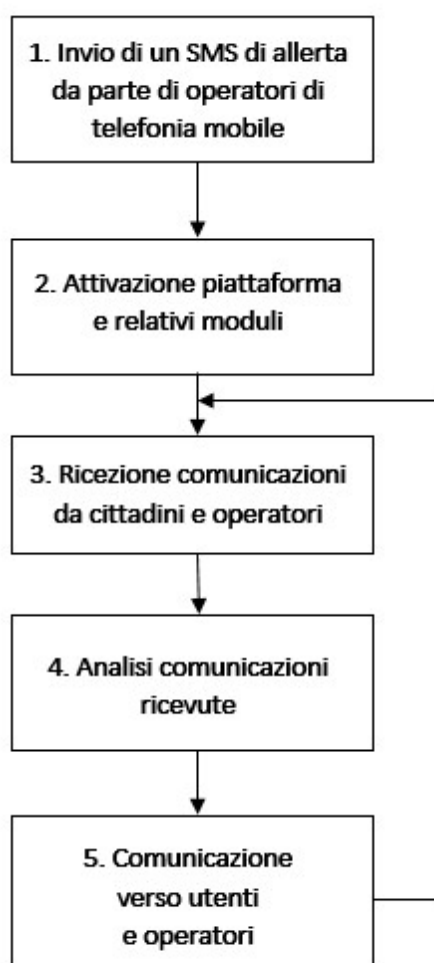 1. Invio di un SMS di allerta
da parte di operatori di
telefonia mobile
2. Attivazione piattaforma
e relativi moduli
3. Ricezione comunicazioni
da cittadini e operatori
4. Analisi comunicazioni
ricevute
5. Comunicazione
verso utenti
e operatori